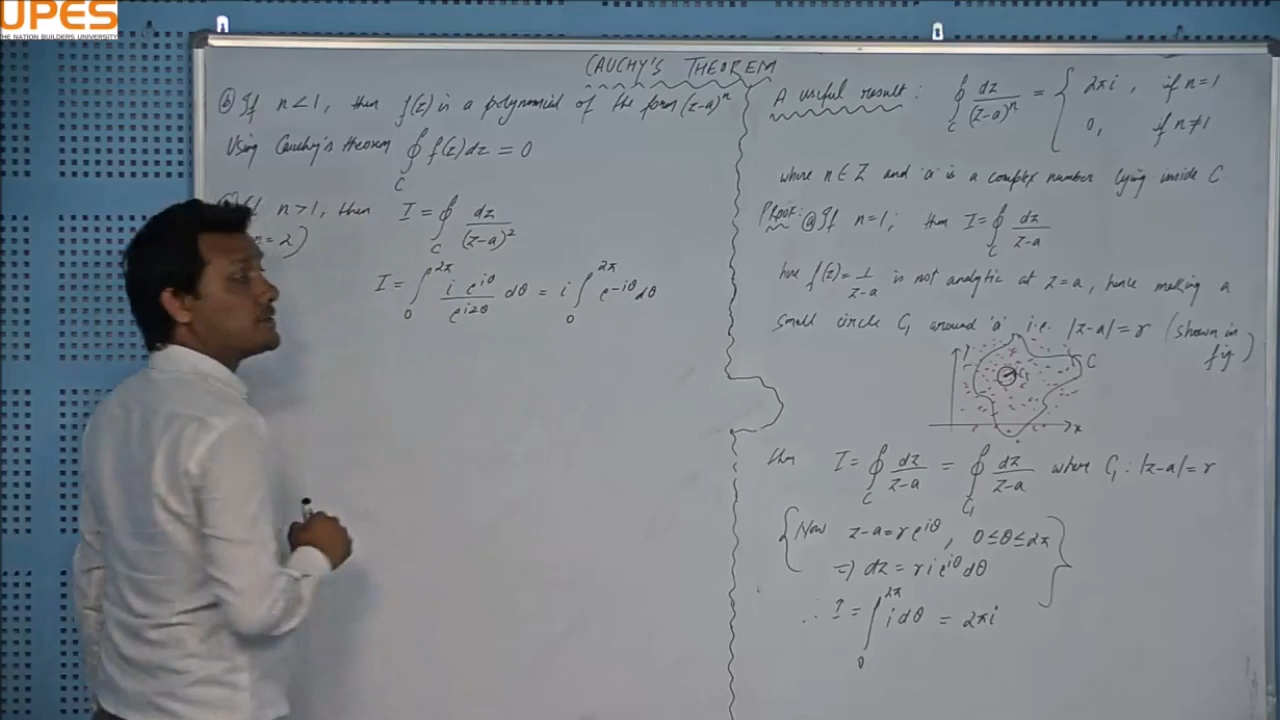 UPES
THE NATION BUILDERS UNIVERSITY
CAUCHY'S THEOREM
(b) If n<1, then f(z) is a polynomial of the form (z-a)^n
Using Cauchy's theorem ∮_C f(z)dz = 0
If n>1, then I = ∮_C dz/(z-a)^2
n=2)
I = ∫_0^{2π} i e^{iθ}/e^{i2θ} dθ = i ∫_0^{2π} e^{-iθ} dθ
A useful result: ∮_C dz/(z-a)^n = { 2πi, if n=1
0, if n≠1
where n∈Z and 'a' is a complex number lying inside C
Proof: (a) If n=1; then I = ∮_C dz/(z-a)
here f(z) = 1/(z-a) is not analytic at z=a, hence making a
small circle C₁ around 'a' i.e. |z-a|=r (shown in
fig)
y
C
C₁
x
then I = ∮_C dz/(z-a) = ∮_{C₁} dz/(z-a) where C₁: |z-a|=r
{Now z-a=re^{iθ}, 0≤θ≤2π
⇒ dz = r i e^{iθ} dθ}
∴ I = ∫_0^{2π} i dθ = 2πi